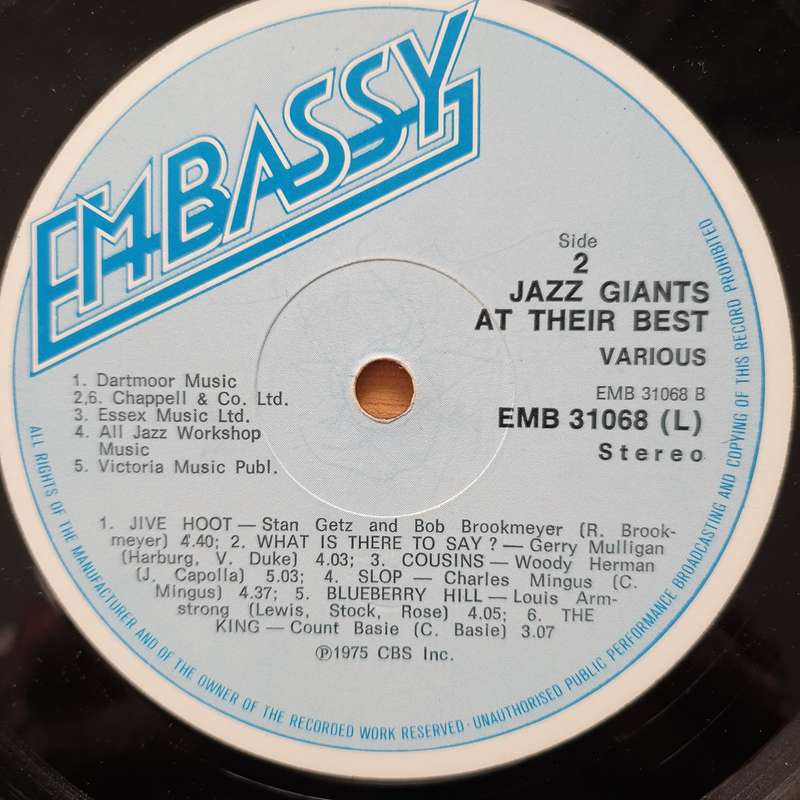 EMBASSY
Side
2
JAZZ GIANTS
AT THEIR BEST
VARIOUS
EMB 31068 B
EMB 31068 (L)
Stereo
1. Dartmoor Music
2,6. Chappell & Co. Ltd.
3. Essex Music Ltd.
4. All Jazz Workshop
Music
5. Victoria Music Publ.
1. JIVE HOOT — Stan Getz and Bob Brookmeyer (R. Brook-
meyer) 4.40; 2. WHAT IS THERE TO SAY? — Gerry Mulligan
(Harburg, V. Duke) 4.03; 3. COUSINS — Woody Herman
(J. Capolla) 5.03; 4. SLOP — Charles Mingus (C.
Mingus) 4.37; 5. BLUEBERRY HILL — Louis Arm-
strong (Lewis, Stock, Rose) 4.05; 6. THE
KING — Count Basie (C. Basie) 3.07
℗1975 CBS Inc.
ALL RIGHTS OF THE MANUFACTURER AND OF THE OWNER OF THE RECORDED WORK RESERVED · UNAUTHORISED PUBLIC PERFORMANCE BROADCASTING AND COPYING OF THIS RECORD PROHIBITED